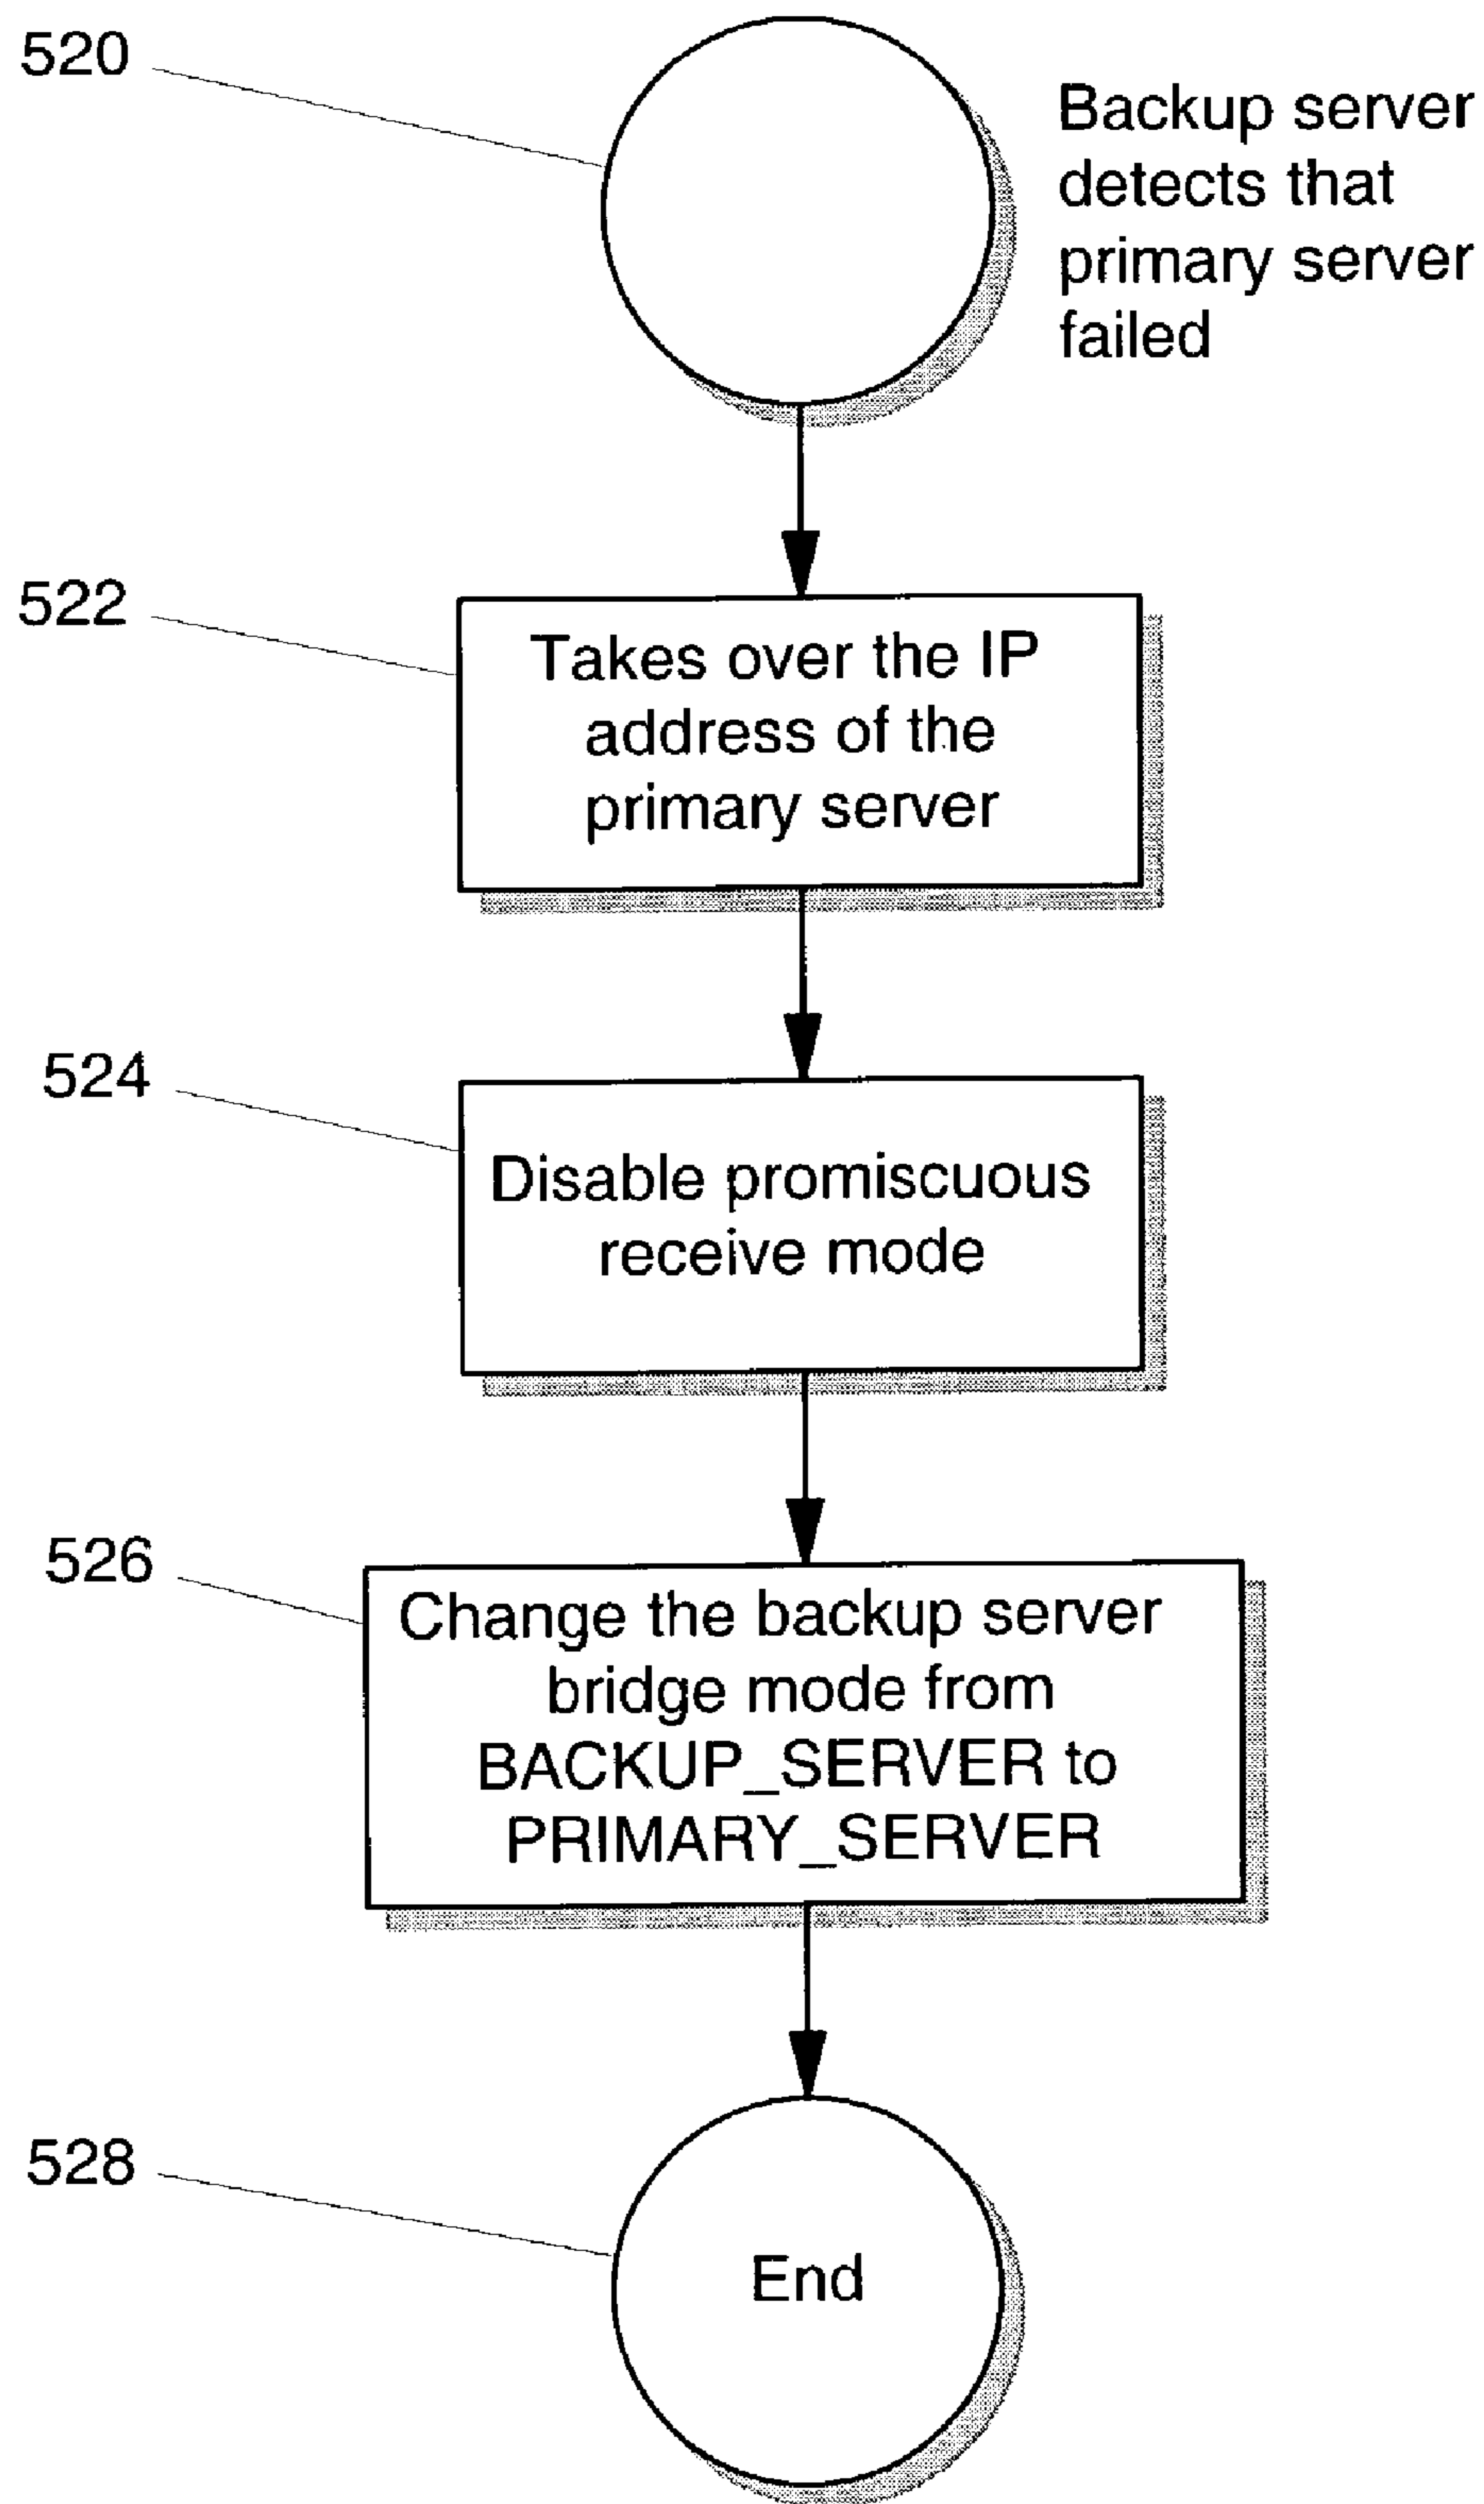 520
Backup server
detects that
primary server
failed
522
Takes over the IP
address of the
primary server
524
Disable promiscuous
receive mode
526
Change the backup server
bridge mode from
BACKUP_SERVER to
PRIMARY_SERVER
528
End